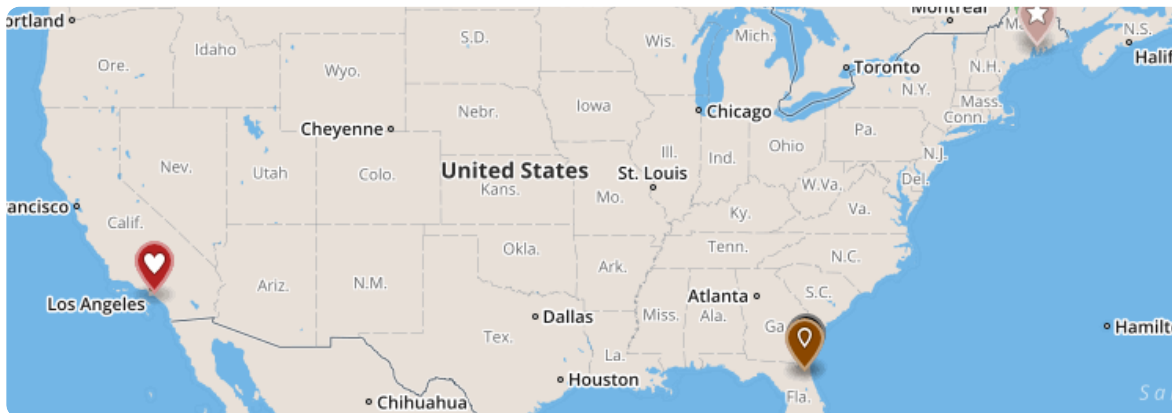 Montreal
ortland
Ma
N.S.
Idaho
S.D.
Wis.
Mich.
Halif
Ore.
Wyo.
Toronto
N.H.
N.Y.
Nebr.
Iowa
Chicago
Mass.
Conn.
Cheyenne
Pa.
Nev.
Utah
Colo.
United States
Kans.
Ill.
Ind.
Ohio
N.J.
St. Louis
Del.
W.Va.
Mo.
ancisco
Calif.
Ky.
Va.
Okla.
Tenn.
N.C.
Ark.
Ariz.
N.M.
Los Angeles
Atlanta
S.C.
Dallas
Miss.
Ala.
Ga.
Hamilt
Tex.
La.
Houston
Fla.
Chihuahua
S a